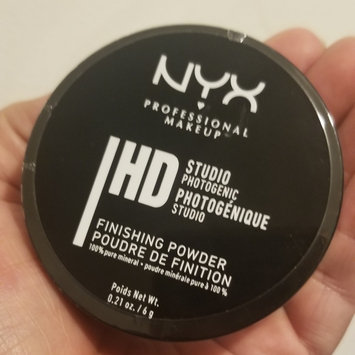 NYX
PROFESSIONAL
MAKEUP
HD
STUDIO
PHOTOGENIC
PHOTOGÉNIQUE
STUDIO
FINISHING POWDER
POUDRE DE FINITION
100% pure mineral • poudre minérale pure à 100 %
Poids Net Wt.
0.21 oz. / 6 g